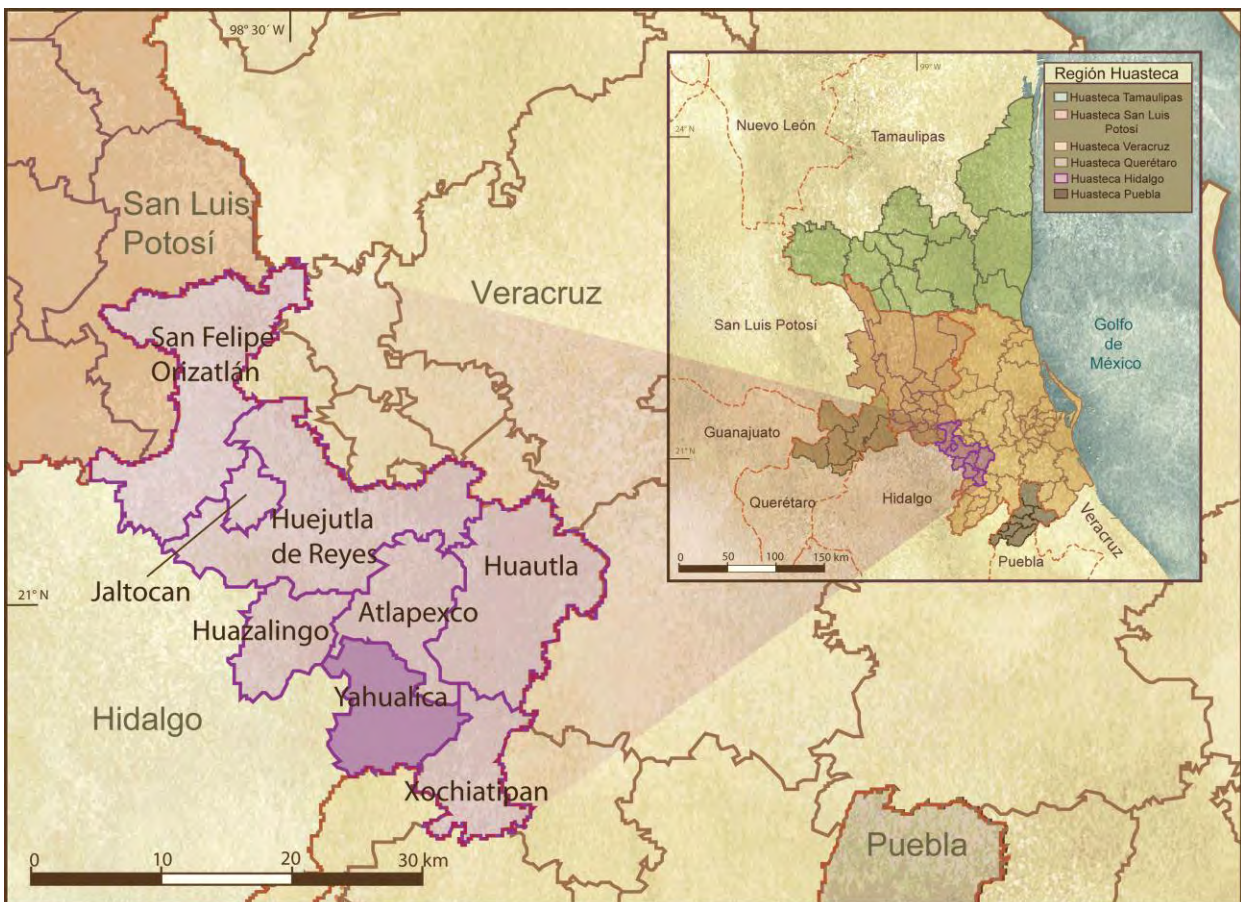 98° 30´ W
San Luis
Potosí
Veracruz
San Felipe
Orizatlán
Huejutla
de Reyes
Huautla
Jaltocan
Atlapexco
Huazalingo
21° N
Yahualica
Hidalgo
Xochiatipan
Puebla
0 10 20 30 km
99° W
24° N
Nuevo León
Tamaulipas
San Luis Potosí
Golfo
de
México
Guanajuato
21° N
Querétaro
Hidalgo
Veracruz
Puebla
0 50 100 150 km
Región Huasteca
Huasteca Tamaulipas
Huasteca San Luis
Potosí
Huasteca Veracruz
Huasteca Querétaro
Huasteca Hidalgo
Huasteca Puebla